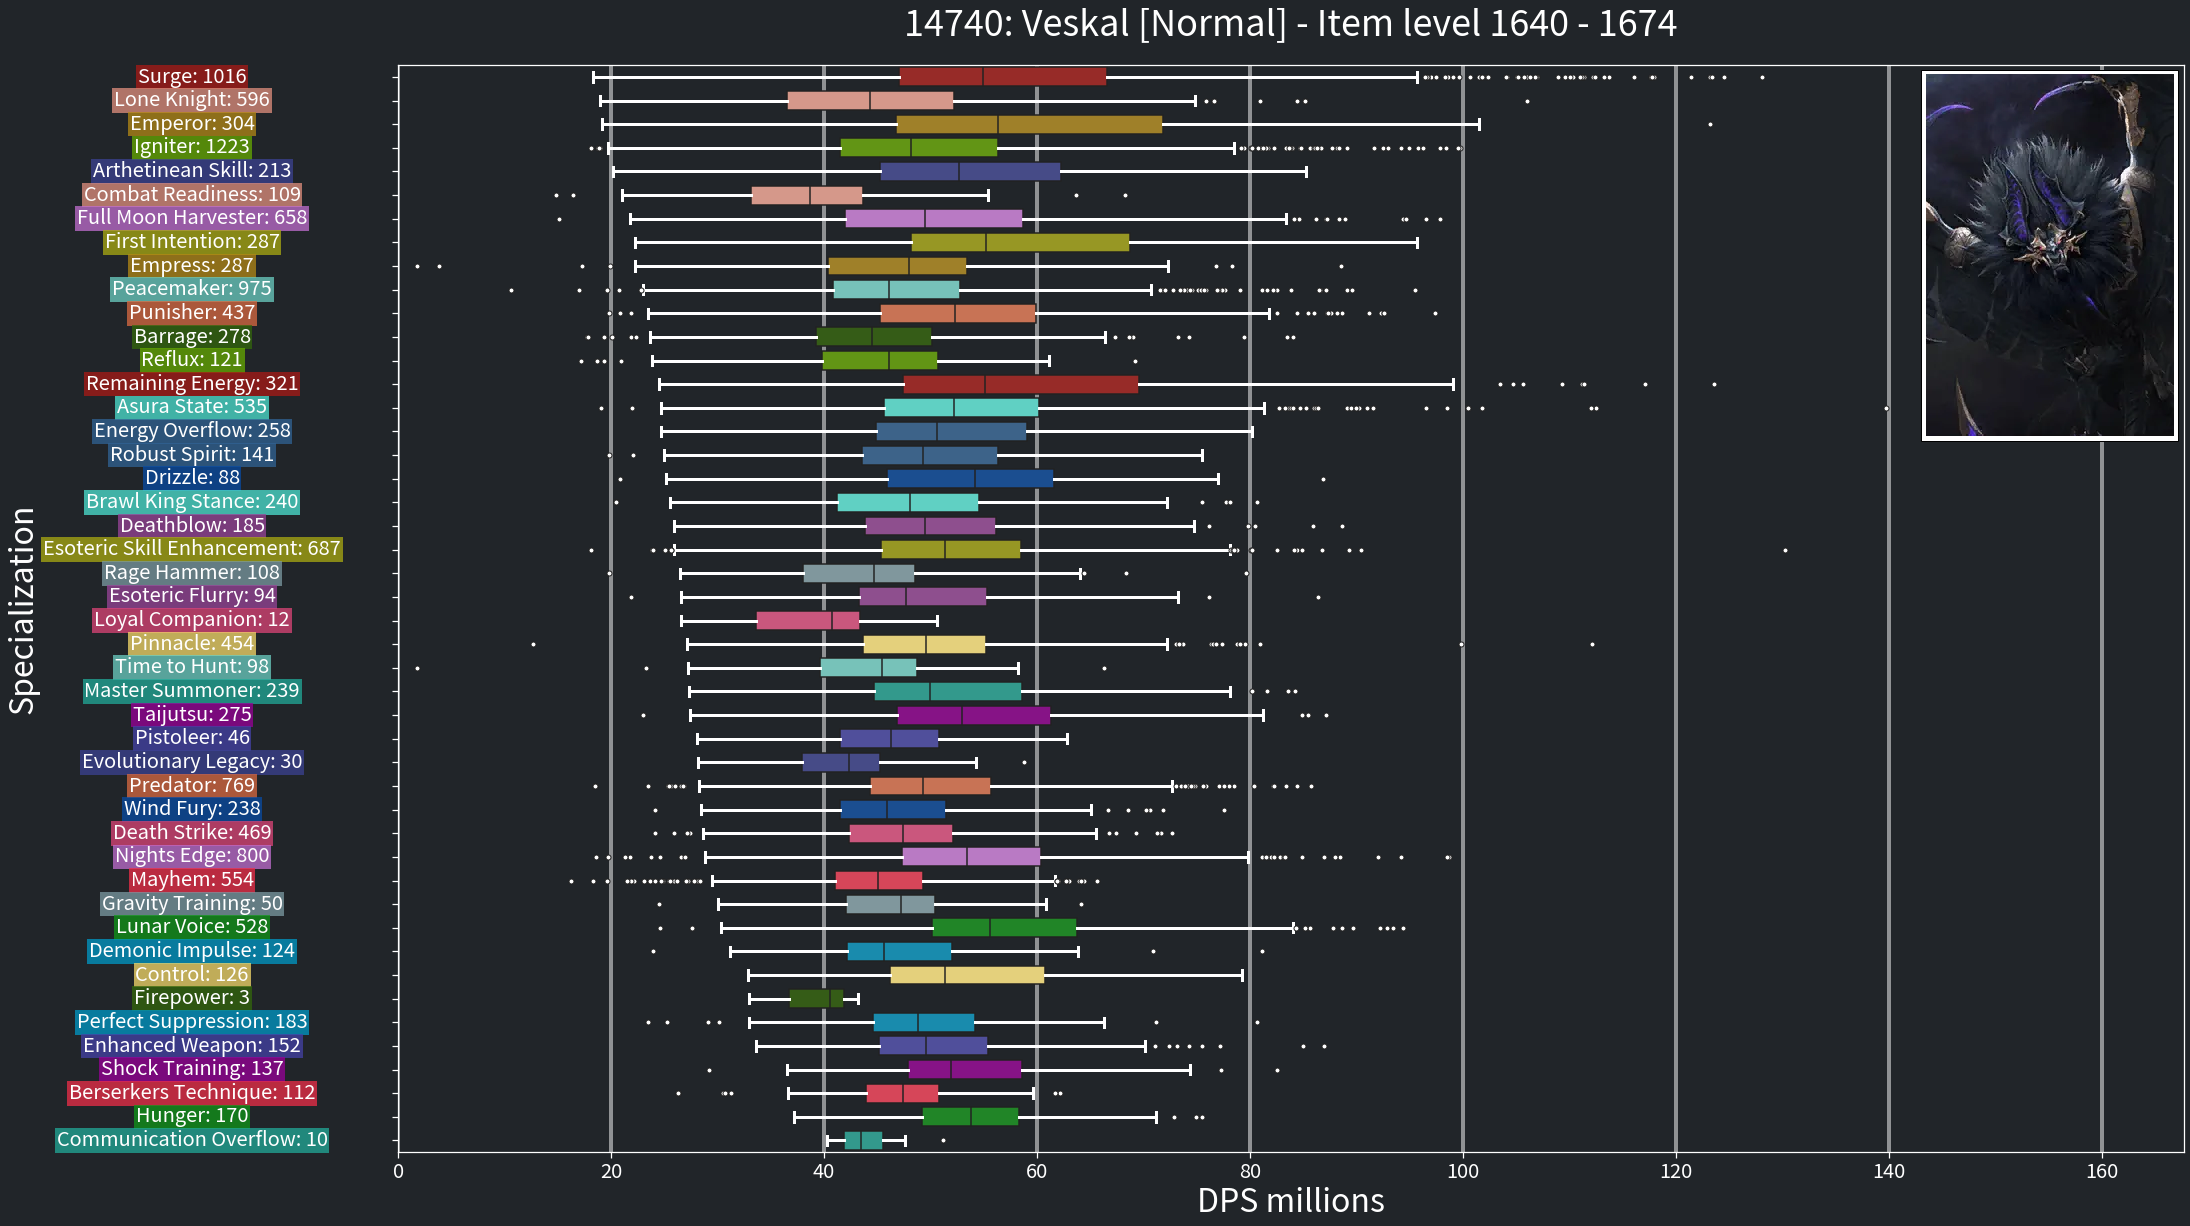 14740: Veskal [Normal] - Item level 1640 - 1674
Specialization
Surge: 1016
Lone Knight: 596
Emperor: 304
Igniter: 1223
Arthetinean Skill: 213
Combat Readiness: 109
Full Moon Harvester: 658
First Intention: 287
Empress: 287
Peacemaker: 975
Punisher: 437
Barrage: 278
Reflux: 121
Remaining Energy: 321
Asura State: 535
Energy Overflow: 258
Robust Spirit: 141
Drizzle: 88
Brawl King Stance: 240
Deathblow: 185
Esoteric Skill Enhancement: 687
Rage Hammer: 108
Esoteric Flurry: 94
Loyal Companion: 12
Pinnacle: 454
Time to Hunt: 98
Master Summoner: 239
Taijutsu: 275
Pistoleer: 46
Evolutionary Legacy: 30
Predator: 769
Wind Fury: 238
Death Strike: 469
Nights Edge: 800
Mayhem: 554
Gravity Training: 50
Lunar Voice: 528
Demonic Impulse: 124
Control: 126
Firepower: 3
Perfect Suppression: 183
Enhanced Weapon: 152
Shock Training: 137
Berserkers Technique: 112
Hunger: 170
Communication Overflow: 10
0 20 40 60 80 100 120 140 160
DPS millions